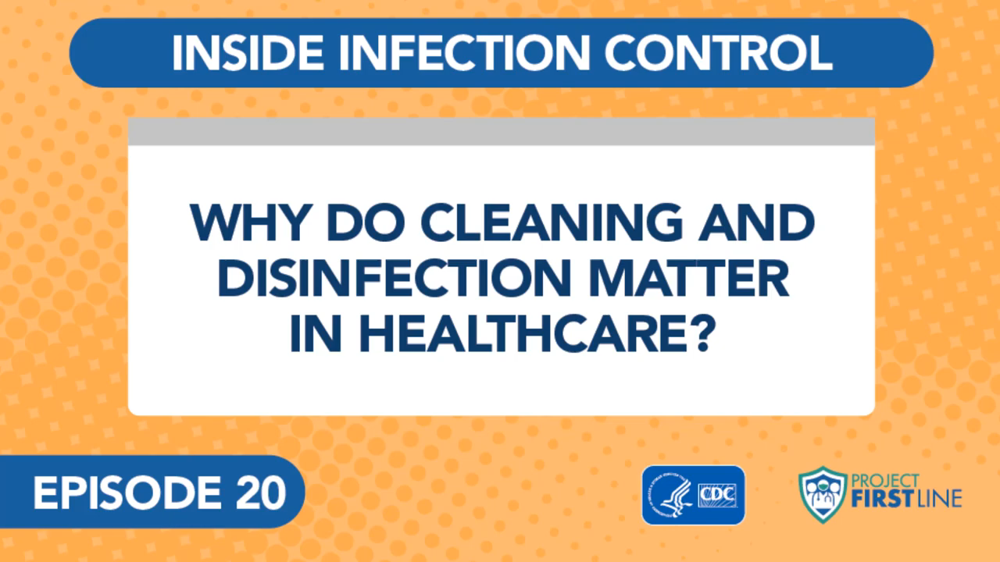 INSIDE INFECTION CONTROL
WHY DO CLEANING AND
DISINFECTION MATTER
IN HEALTHCARE?
EPISODE 20
CDC
PROJECT
FIRSTLINE